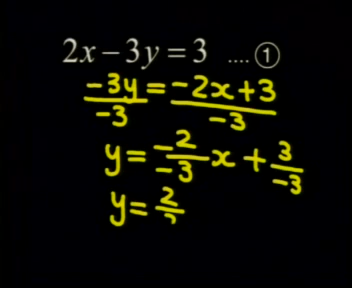 2x − 3y = 3 .... ①
−3y/−3 = −2x+3/−3
y = −2/−3 x + 3/−3
y = 2/